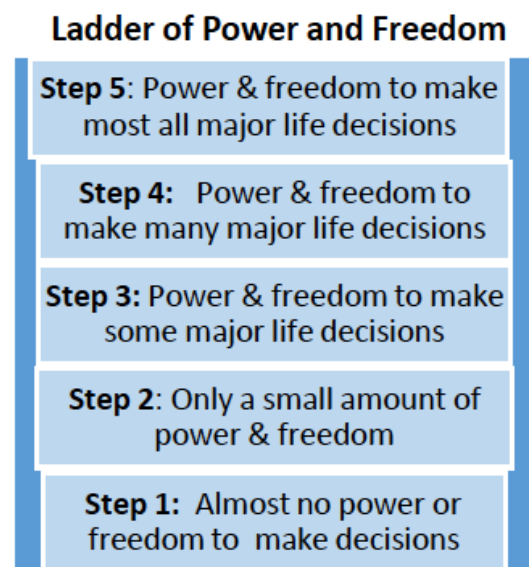 Ladder of Power and Freedom
Step 5: Power & freedom to make
most all major life decisions
Step 4: Power & freedom to
make many major life decisions
Step 3: Power & freedom to make
some major life decisions
Step 2: Only a small amount of
power & freedom
Step 1: Almost no power or
freedom to make decisions